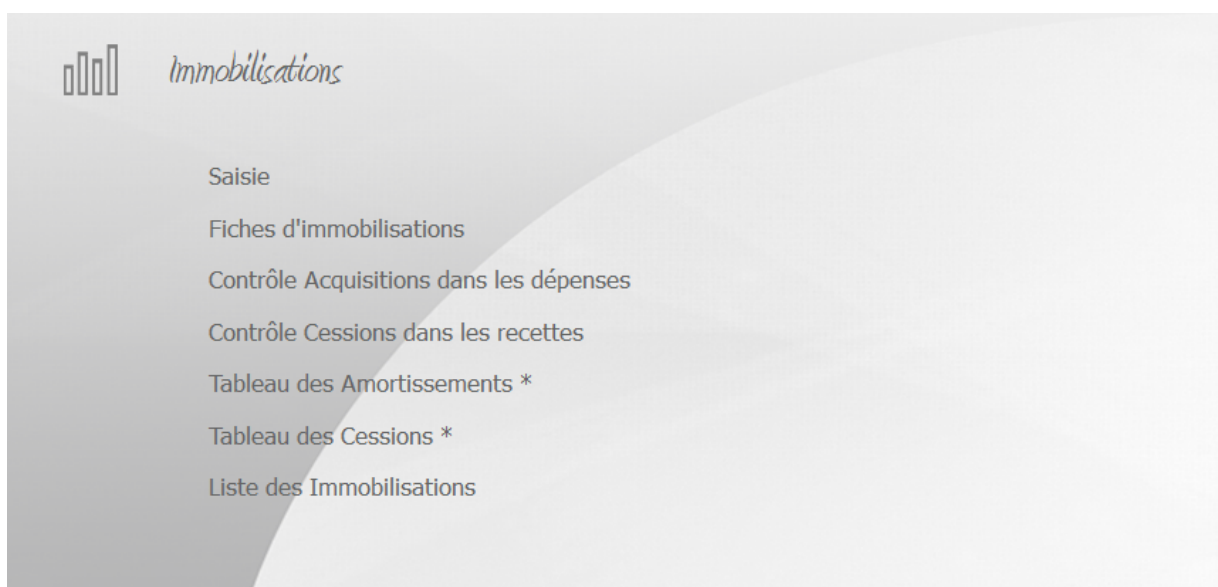 Immobilisations
Saisie
Fiches d'immobilisations
Contrôle Acquisitions dans les dépenses
Contrôle Cessions dans les recettes
Tableau des Amortissements *
Tableau des Cessions *
Liste des Immobilisations